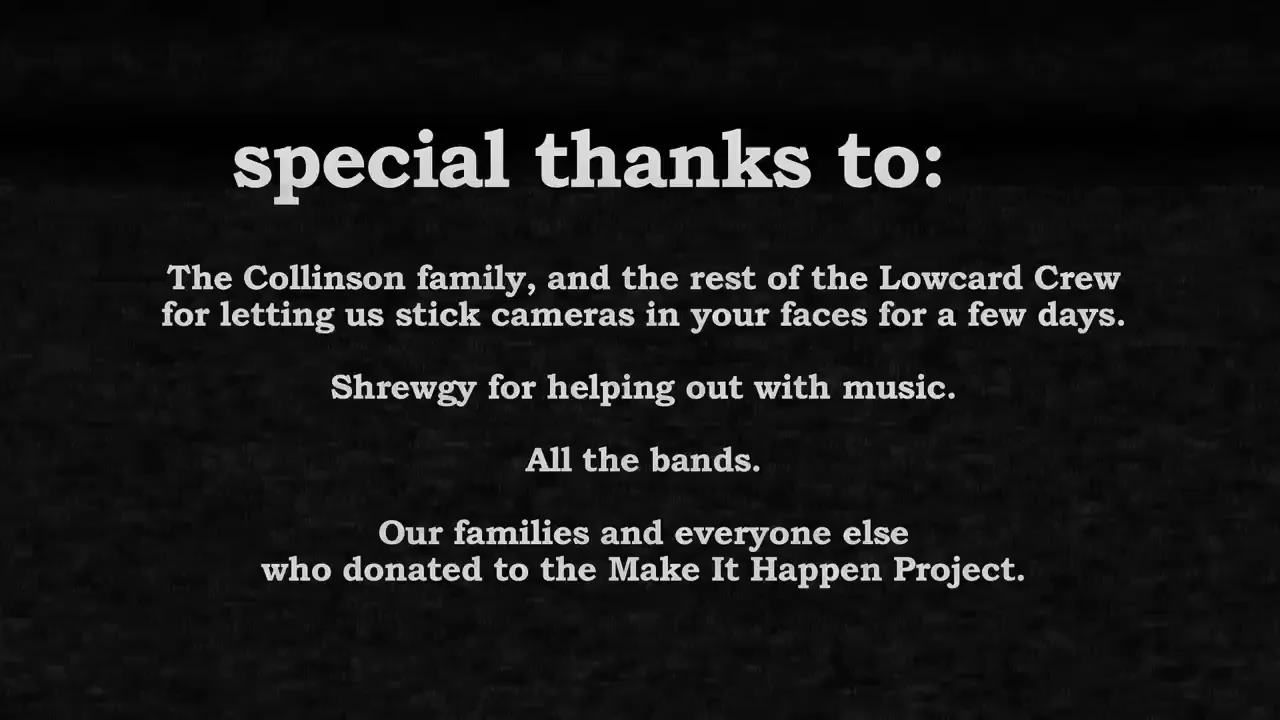 special thanks to:
The Collinson family, and the rest of the Lowcard Crew
for letting us stick cameras in your faces for a few days.
Shrewgy for helping out with music.
All the bands.
Our families and everyone else
who donated to the Make It Happen Project.